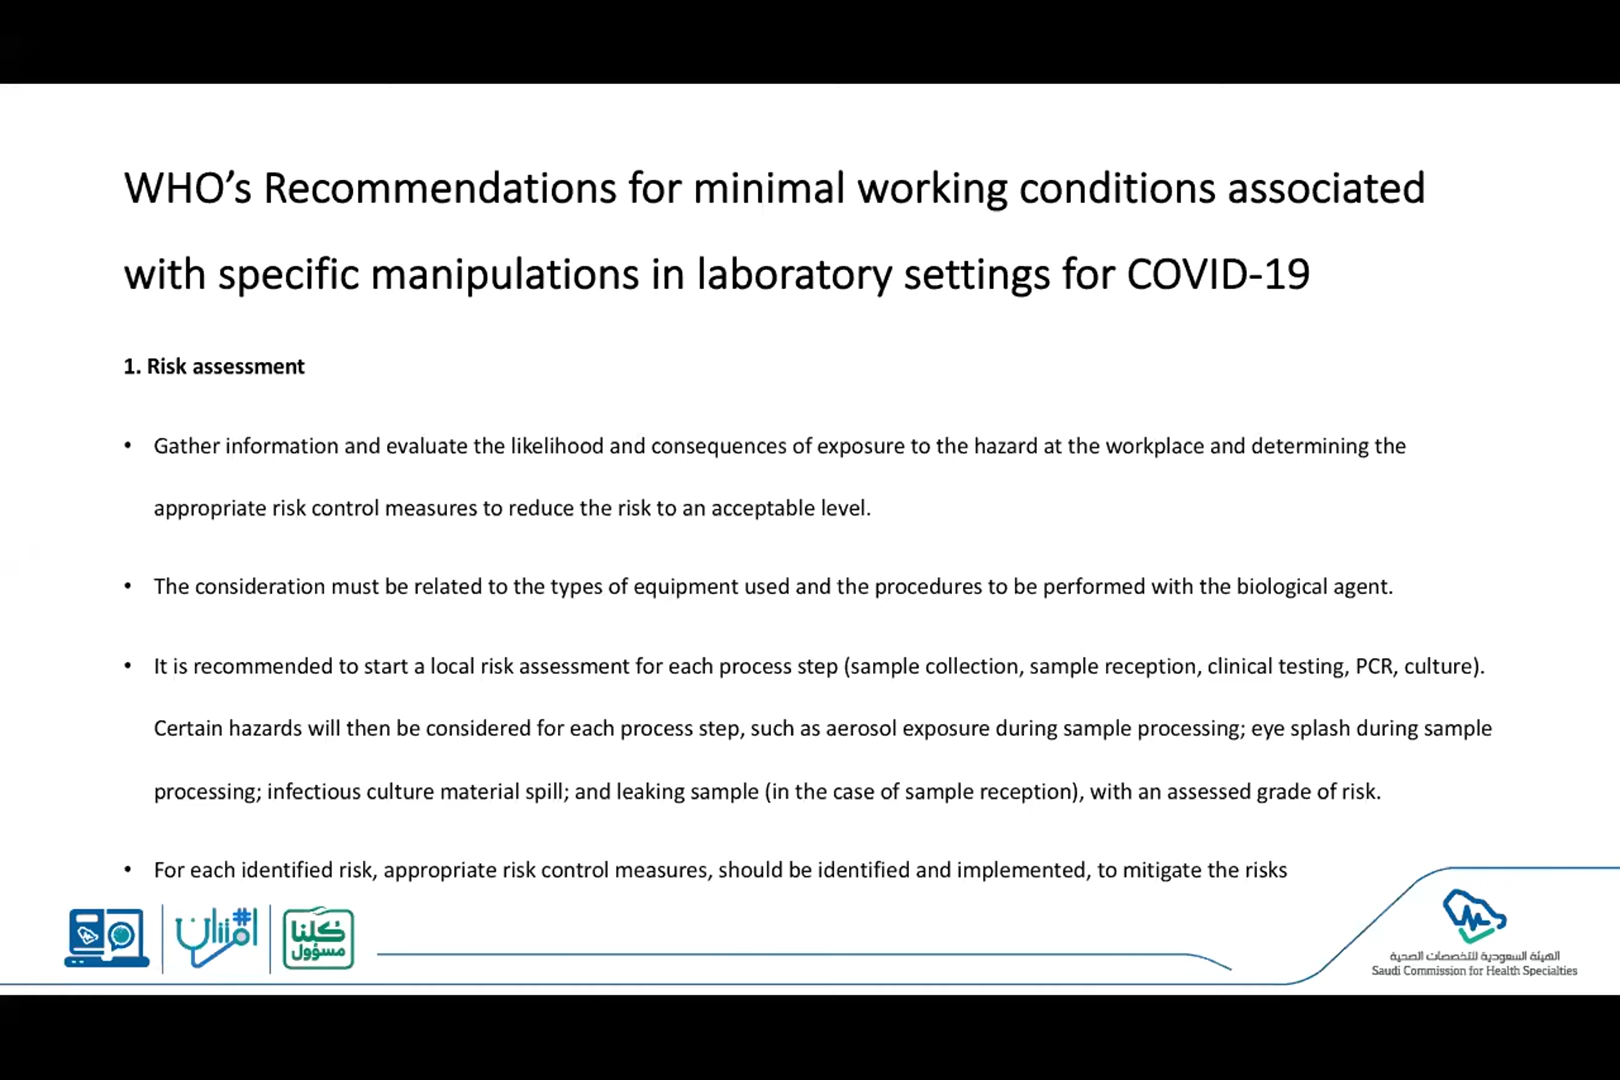 WHO’s Recommendations for minimal working conditions associated
with specific manipulations in laboratory settings for COVID-19
1. Risk assessment
• Gather information and evaluate the likelihood and consequences of exposure to the hazard at the workplace and determining the
appropriate risk control measures to reduce the risk to an acceptable level.
• The consideration must be related to the types of equipment used and the procedures to be performed with the biological agent.
• It is recommended to start a local risk assessment for each process step (sample collection, sample reception, clinical testing, PCR, culture).
Certain hazards will then be considered for each process step, such as aerosol exposure during sample processing; eye splash during sample
processing; infectious culture material spill; and leaking sample (in the case of sample reception), with an assessed grade of risk.
• For each identified risk, appropriate risk control measures, should be identified and implemented, to mitigate the risks
#امتنان
كلنا
مسؤول
الهيئة السعودية للتخصصات الصحية
Saudi Commission for Health Specialties